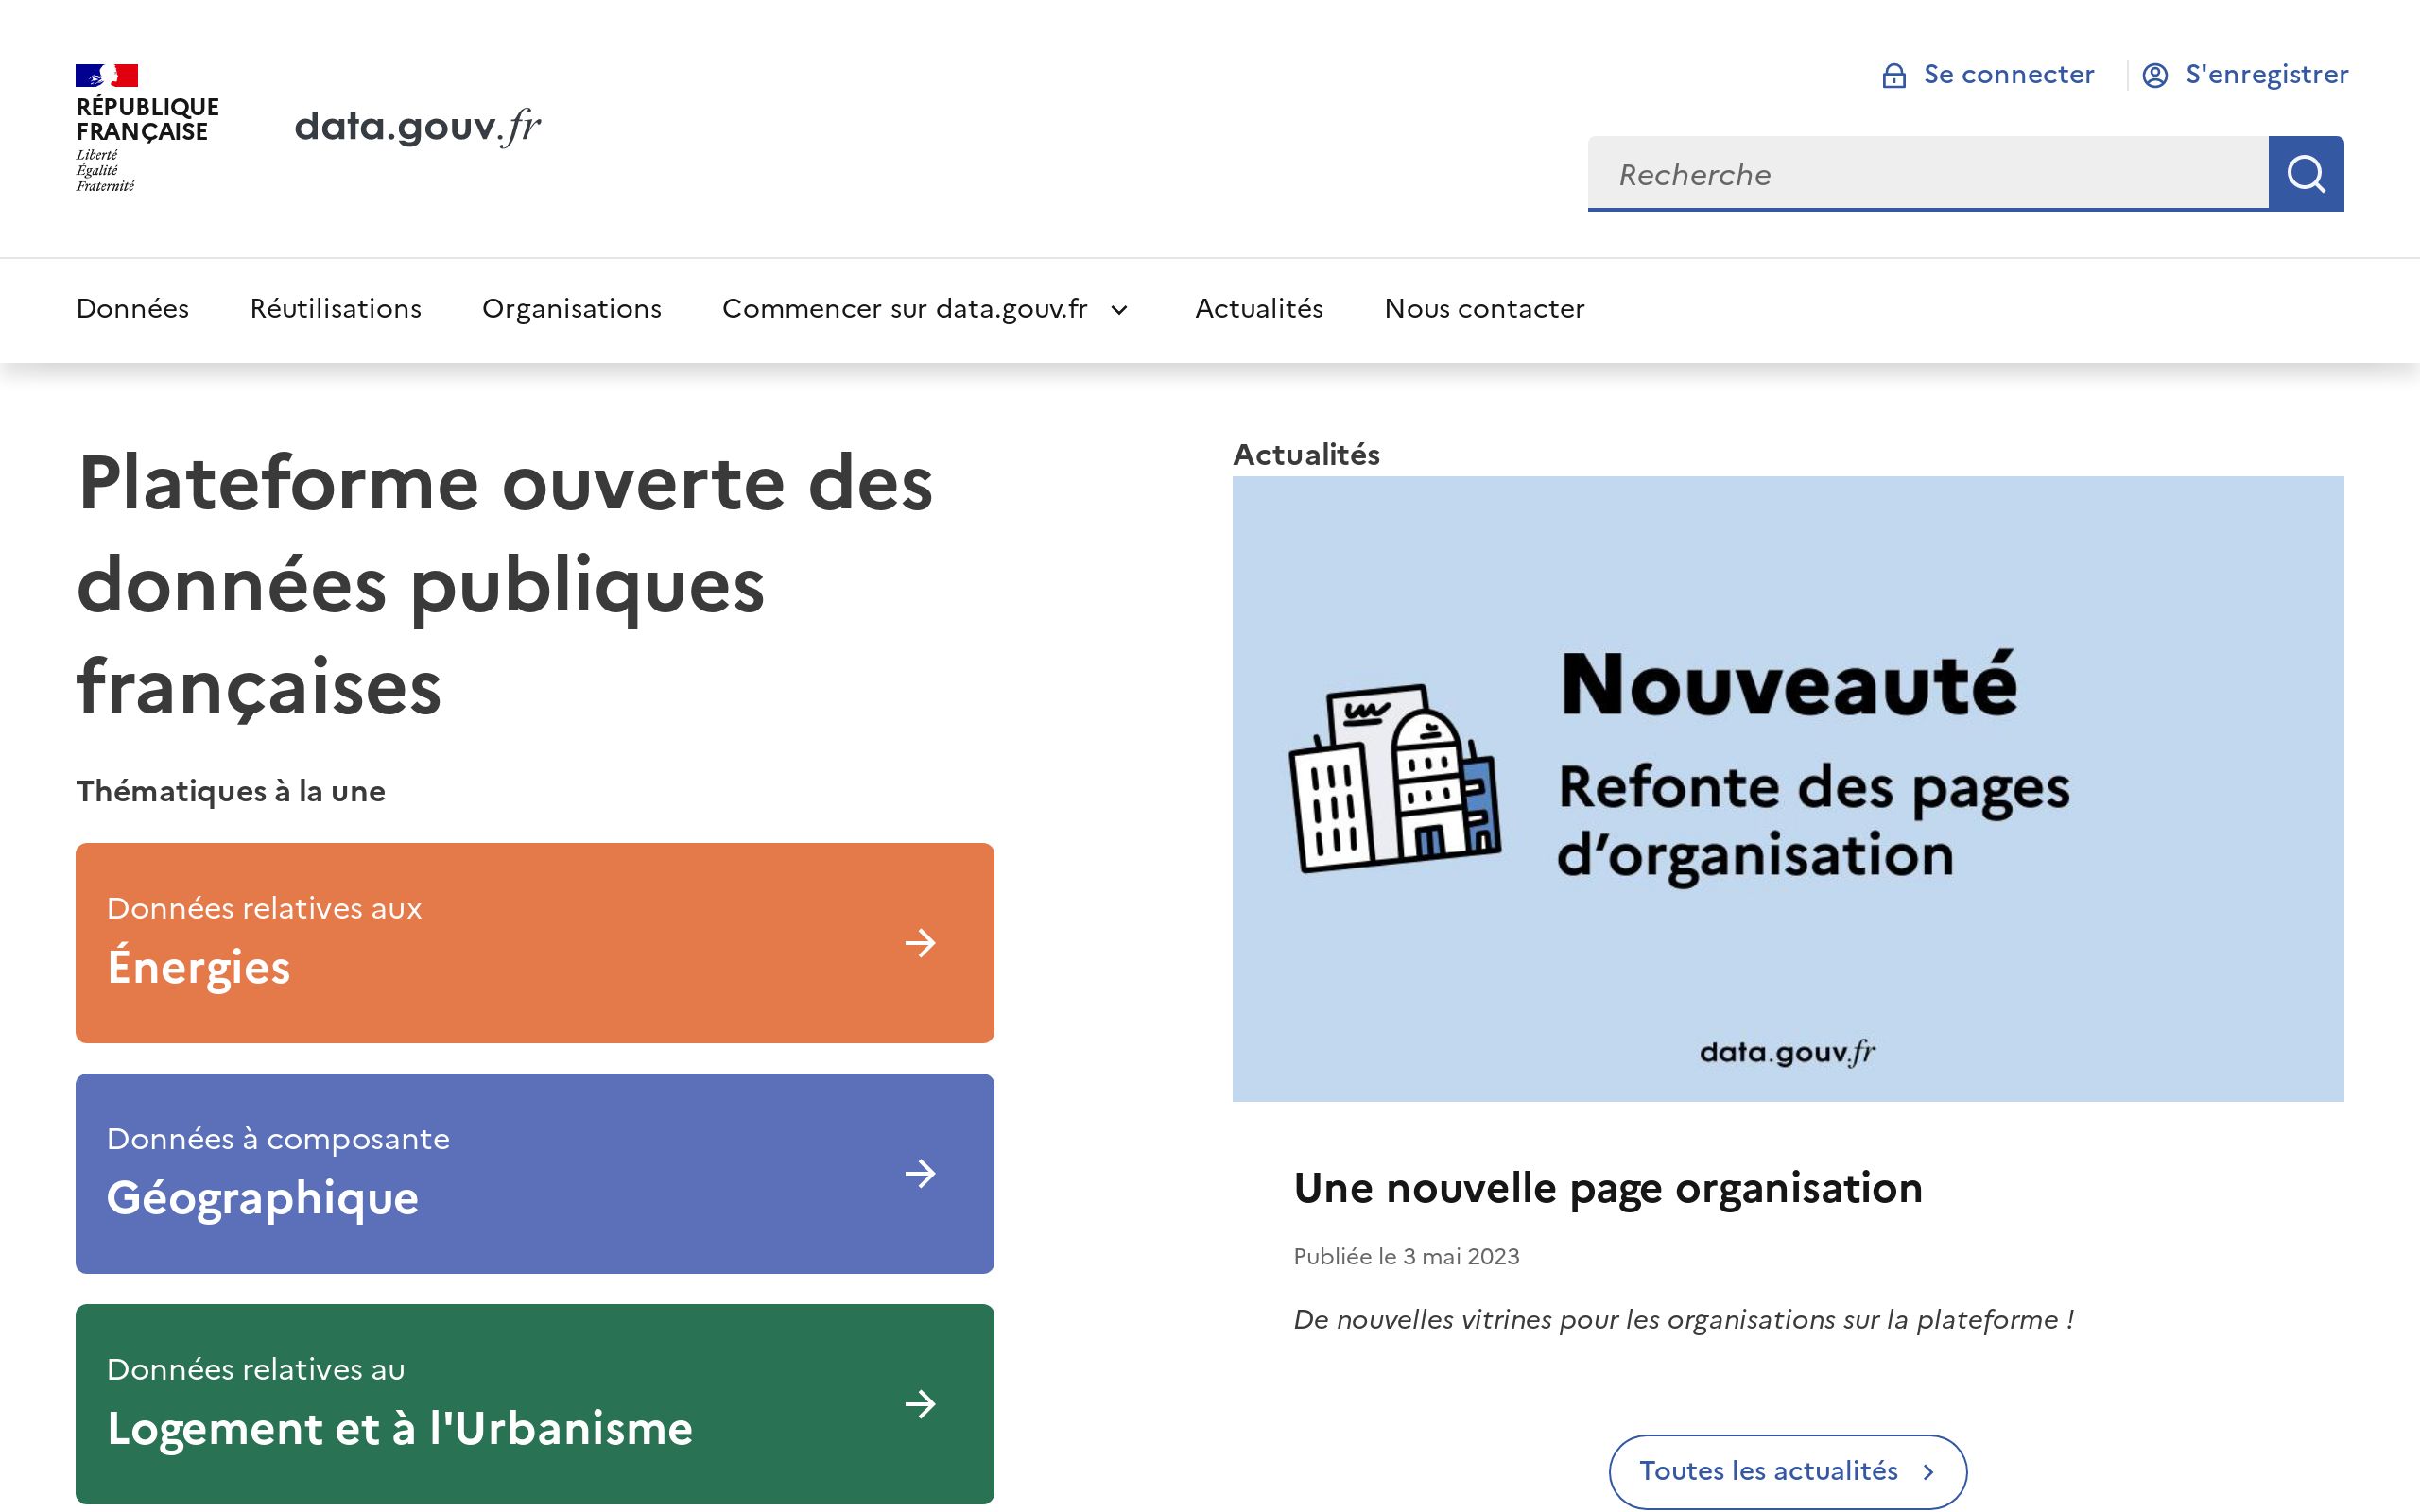 RÉPUBLIQUE
FRANÇAISE
Liberté
Égalité
Fraternité
data.gouv.fr
Se connecter
S'enregistrer
Recherche
Données
Réutilisations
Organisations
Commencer sur data.gouv.fr
Actualités
Nous contacter
Plateforme ouverte des
données publiques
françaises
Thématiques à la une
Données relatives aux
Énergies
Données à composante
Géographique
Données relatives au
Logement et à l'Urbanisme
Actualités
Nouveauté
Refonte des pages
d’organisation
data.gouv.fr
Une nouvelle page organisation
Publiée le 3 mai 2023
De nouvelles vitrines pour les organisations sur la plateforme !
Toutes les actualités